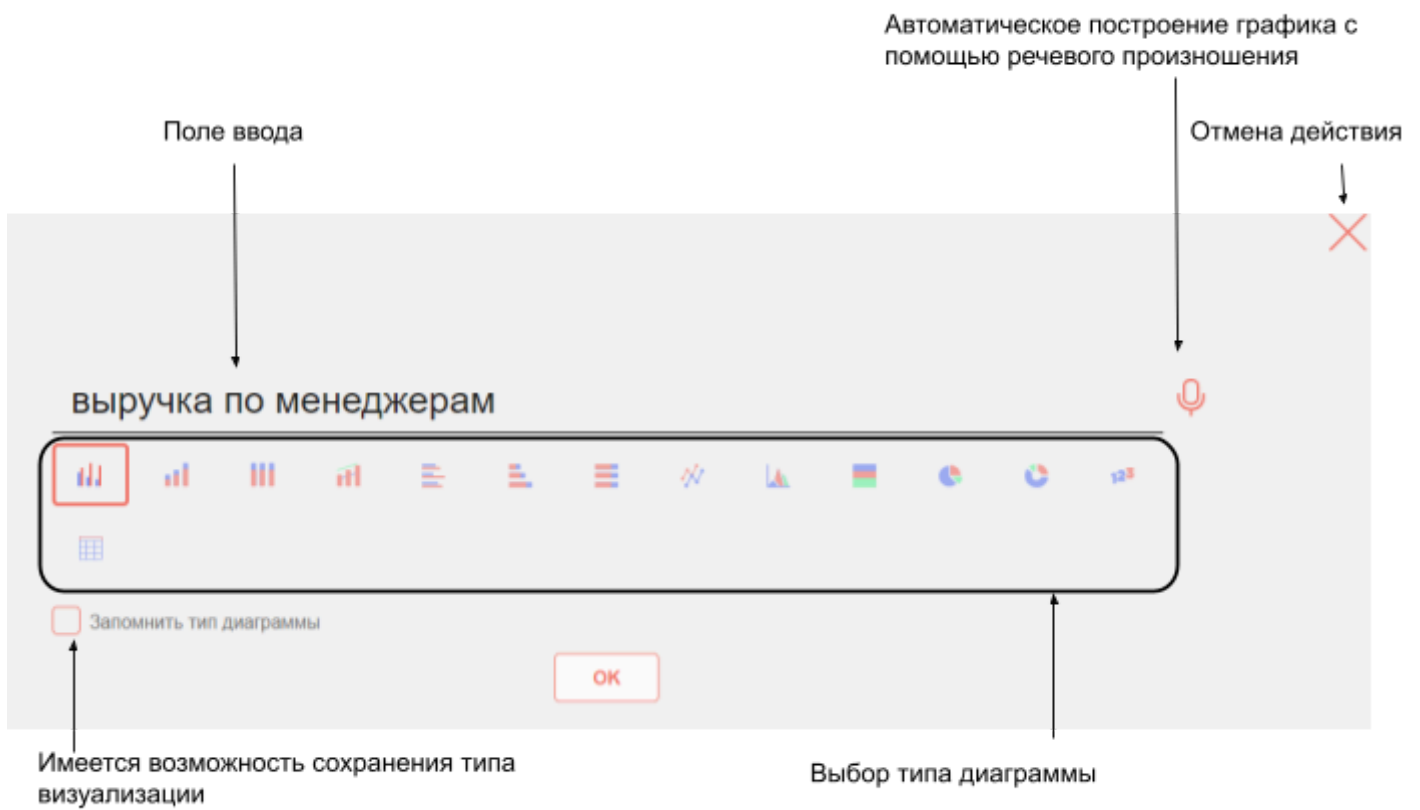 Автоматическое построение графика с
помощью речевого произношения
Поле ввода
Отмена действия
выручка по менеджерам
123
Запомнить тип диаграммы
OK
Имеется возможность сохранения типа
визуализации
Выбор типа диаграммы